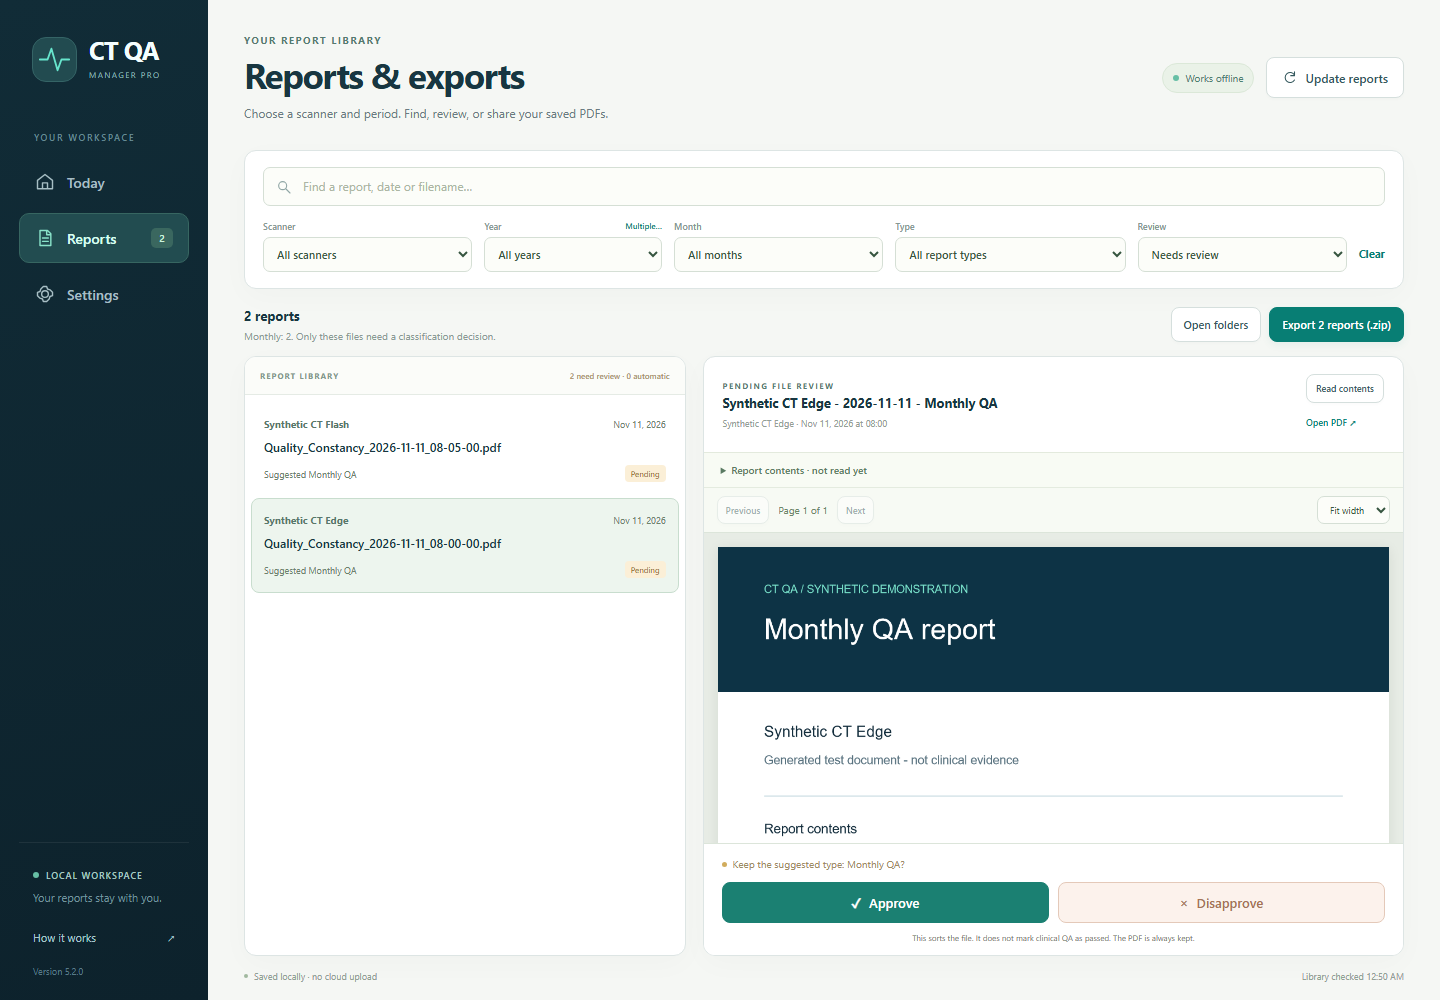 CT QA
MANAGER PRO
YOUR WORKSPACE
Today
Reports 2
Settings
LOCAL WORKSPACE
Your reports stay with you.
How it works ↗
Version 5.2.0
YOUR REPORT LIBRARY
Reports & exports
Choose a scanner and period. Find, review, or share your saved PDFs.
Works offline
Update reports
Find a report, date or filename...
Scanner
All scanners
Year Multiple...
All years
Month
All months
Type
All report types
Review
Needs review
Clear
2 reports
Monthly: 2. Only these files need a classification decision.
Open folders
Export 2 reports (.zip)
REPORT LIBRARY 2 need review · 0 automatic
Synthetic CT Flash Nov 11, 2026
Quality_Constancy_2026-11-11_08-05-00.pdf
Suggested Monthly QA Pending
Synthetic CT Edge Nov 11, 2026
Quality_Constancy_2026-11-11_08-00-00.pdf
Suggested Monthly QA Pending
PENDING FILE REVIEW
Synthetic CT Edge - 2026-11-11 - Monthly QA
Synthetic CT Edge · Nov 11, 2026 at 08:00
Read contents
Open PDF ↗
▶ Report contents · not read yet
Previous Page 1 of 1 Next Fit width
CT QA / SYNTHETIC DEMONSTRATION
Monthly QA report
Synthetic CT Edge
Generated test document - not clinical evidence
Report contents
Keep the suggested type: Monthly QA?
✓ Approve
× Disapprove
This sorts the file. It does not mark clinical QA as passed. The PDF is always kept.
Saved locally · no cloud upload
Library checked 12:50 AM